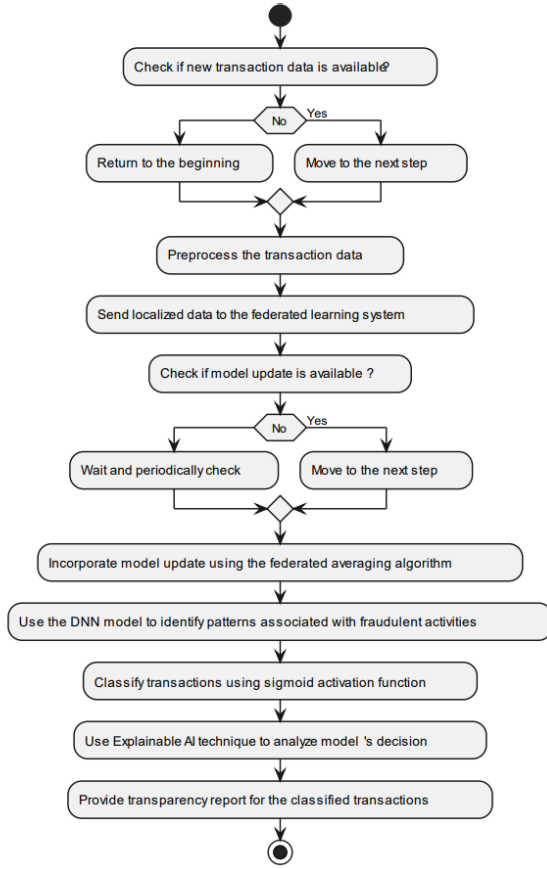 Check if new transaction data is available?
No
Yes
Return to the beginning
Move to the next step
Preprocess the transaction data
Send localized data to the federated learning system
Check if model update is available ?
No
Yes
Wait and periodically check
Move to the next step
Incorporate model update using the federated averaging algorithm
Use the DNN model to identify patterns associated with fraudulent activities
Classify transactions using sigmoid activation function
Use Explainable AI technique to analyze model 's decision
Provide transparency report for the classified transactions